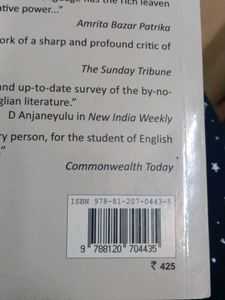 guage has the rich leaven
ative power..."
Amrita Bazar Patrika
ork of a sharp and profound critic of
The Sunday Tribune
and up-to-date survey of the by-no-
glian literature."
D Anjaneyulu in New India Weekly
ry person, for the student of English
"
Commonwealth Today
ISBN 978-81-207-0443-5
9 788120 704435
₹ 425